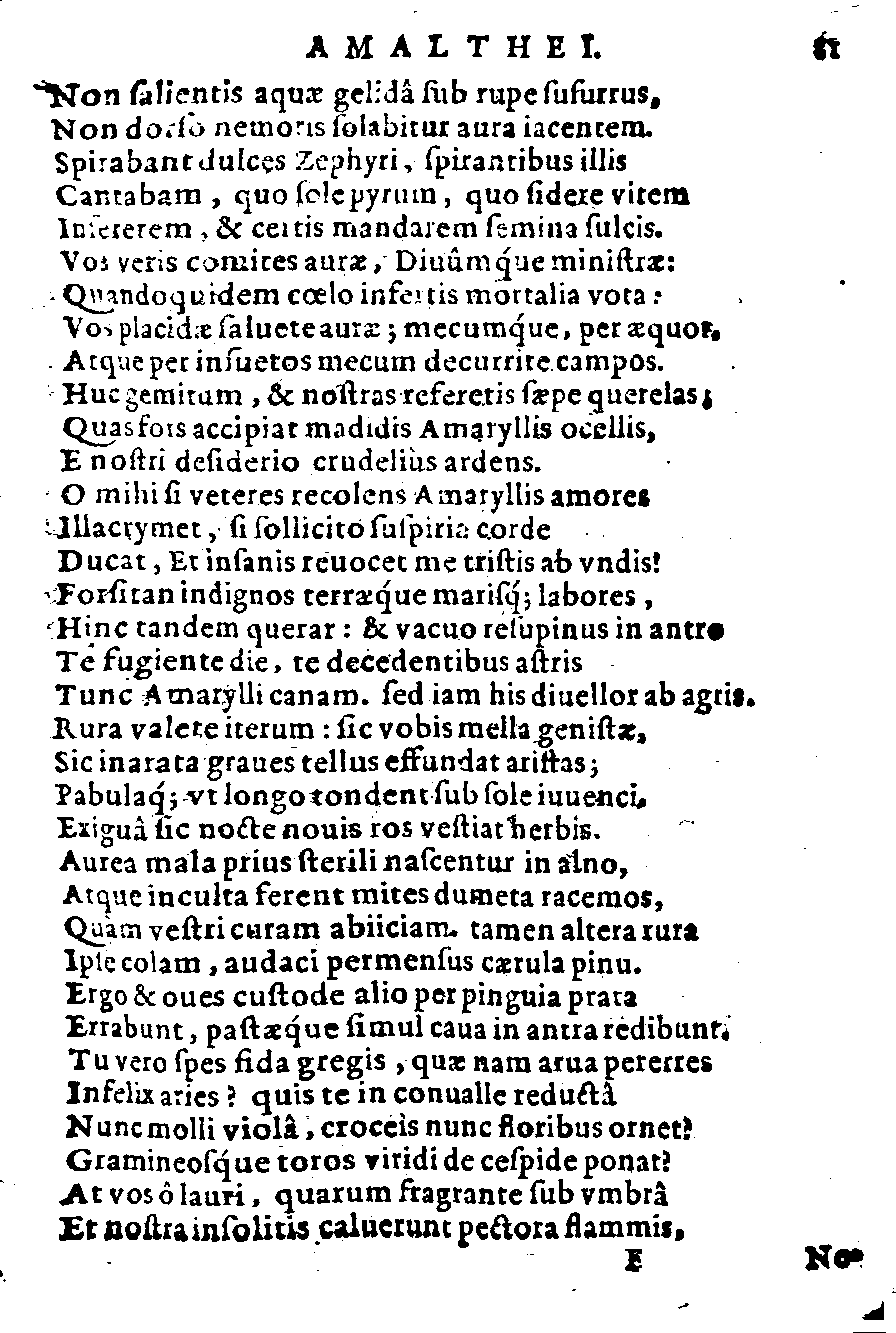 AMALTHEI.
Non ſalientis aquæ gelidâ ſub rupe ſuſurrus,
Non dorſo nemoris ſolabitur aura iacentem.
Spirabant dulces Zephyri, ſpirantibus illis
Cantabam, quo ſole pyrum, quo ſidere vitem
Inſererem, & certis mandarem ſemina ſulcis.
Vos veris comites auræ, Diuûmq́ue miniſtræ:
Quandoquidem cœlo infertis mortalia vota:
Vos placidæ ſaluete auræ; mecumq́ue, per æquor,
Atque per inſuetos mecum decurrite campos.
Huc gemitum, & noſtras referetis ſæpe querelas;
Quas fors accipiat madidis Amaryllis ocellis,
E noſtri deſiderio crudelius ardens.
O mihi ſi veteres recolens Amaryllis amores
Illacrymet, ſi ſollicito ſuſpiria corde
Ducat, Et inſanis reuocet me triſtis ab vndis!
Forſitan indignos terræq́ue mariſq́; labores,
Hinc tandem querar: & vacuo reſupinus in antro
Te fugiente die, te decedentibus aſtris
Tunc Amarylli canam. ſed iam his diuellor ab agris.
Rura valete iterum: ſic vobis mella geniſtæ,
Sic inarata graues tellus effundat ariſtas;
Pabulaq́; vt longo tondent ſub ſole iuuenci,
Exiguâ ſic nocte nouis ros veſtiat herbis.
Aurea mala prius ſterili naſcentur in alno,
Atque inculta ferent mites dumeta racemos,
Quàm veſtri curam abiiciam. tamen altera rura
Ipſe colam, audaci permenſus cærula pinu.
Ergo & oues cuſtode alio per pinguia prata
Errabunt, paſtæq́ue ſimul caua in antra redibunt.
Tu vero ſpes fida gregis, quæ nam arua pererres
Infelix aries? quis te in conualle reductâ
Nunc molli violâ, croceis nunc floribus ornet?
Gramineoſq́ue toros viridi de ceſpide ponat?
At vos ô lauri, quarum fragrante ſub vmbrâ
Et noſtra inſolitis caluerunt pectora flammis,
E No